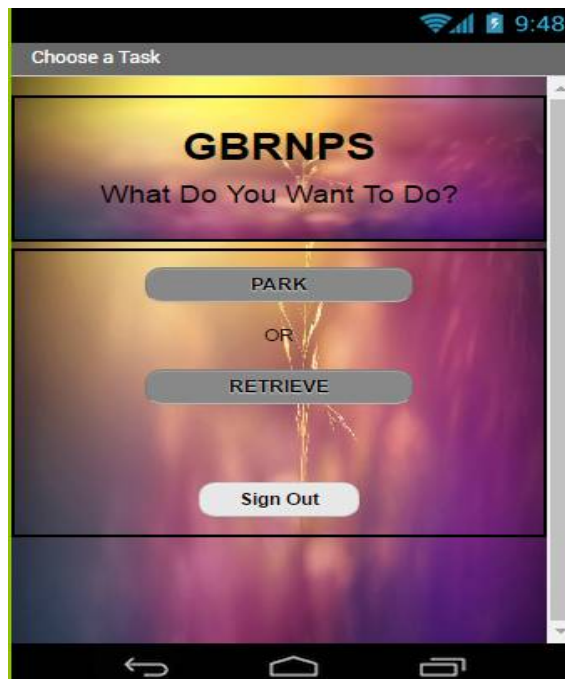 9:48
Choose a Task
GBRNPS
What Do You Want To Do?
PARK
OR
RETRIEVE
Sign Out